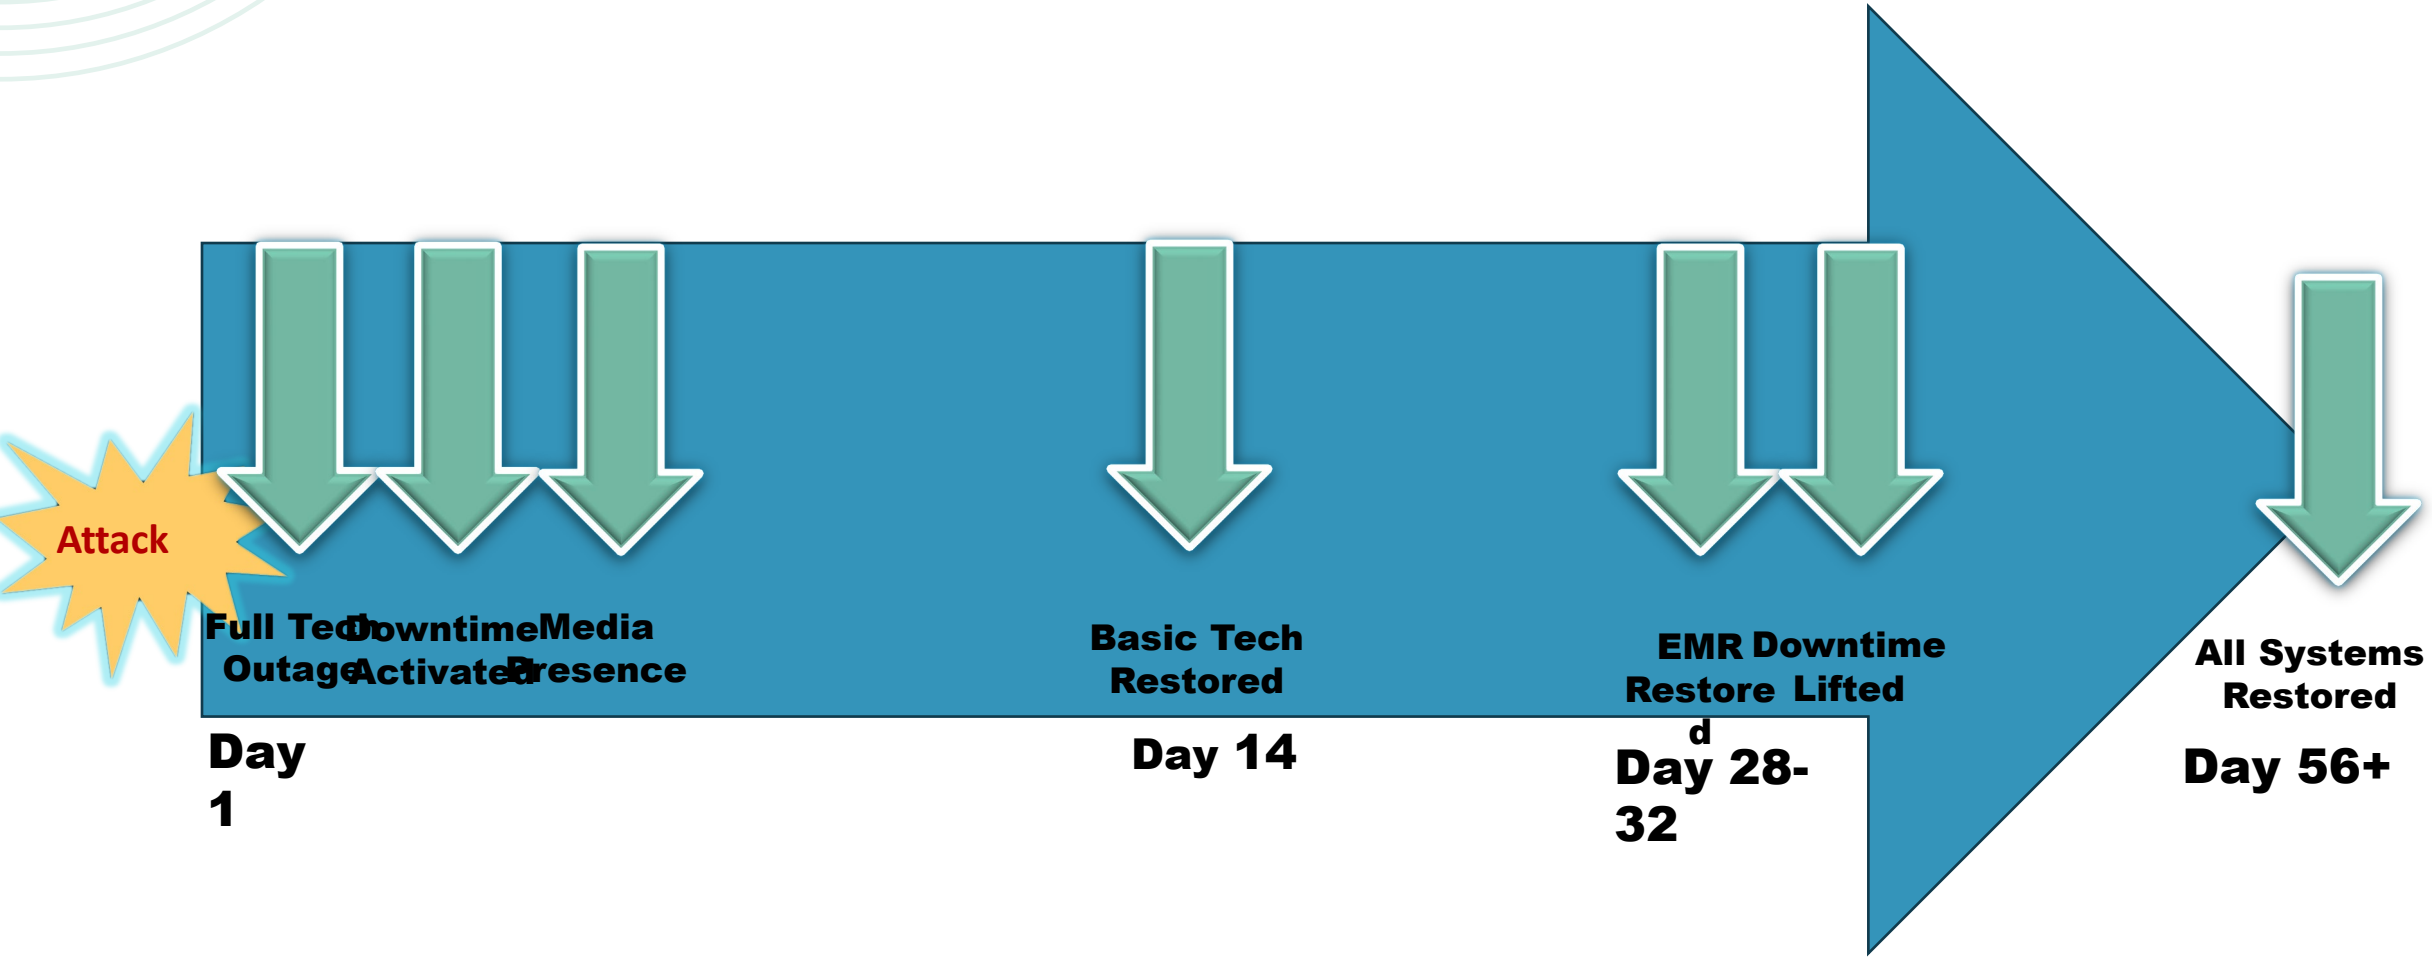 Attack
Full Tech
Outage
Downtime
Activated
Media
Presence
Day
1
Basic Tech
Restored
Day 14
EMR
Restore
d
Downtime
Lifted
Day 28-
32
All Systems
Restored
Day 56+